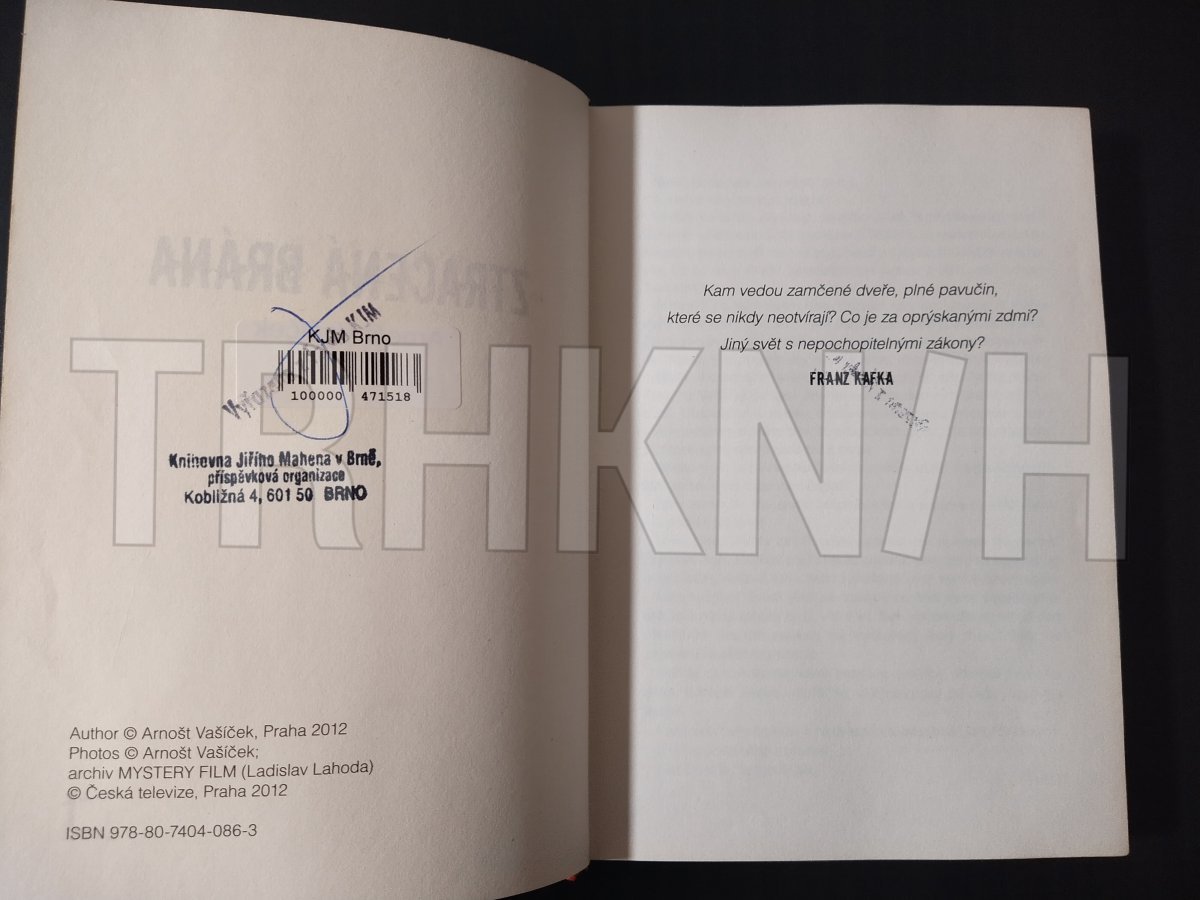 ZTRACENÁ BRÁNA
KJM Brno
100000 471518
Knihovna Jiřího Mahena v Brně,
příspěvková organizace
Kobližná 4, 601 50 BRNO
Author © Arnošt Vašíček, Praha 2012
Photos © Arnošt Vašíček;
archiv MYSTERY FILM (Ladislav Lahoda)
© Česká televize, Praha 2012
ISBN 978-80-7404-086-3
Kam vedou zamčené dveře, plné pavučin,
které se nikdy neotvírají? Co je za oprýskanými zdmi?
Jiný svět s nepochopitelnými zákony?
FRANZ KAFKA
TRHKNIH